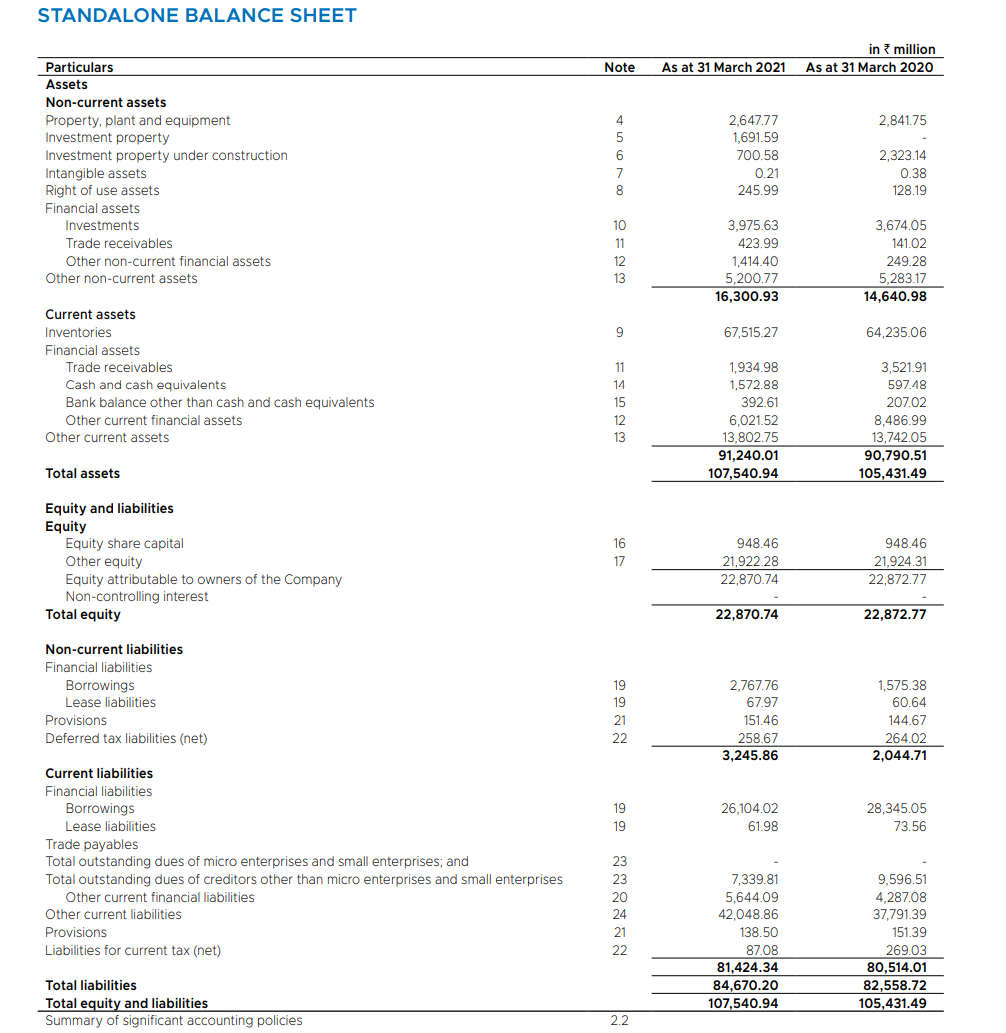 STANDALONE BALANCE SHEET
in ₹ million
Particulars Note As at 31 March 2021 As at 31 March 2020
Assets
Non-current assets
Property, plant and equipment 4 2,647.77 2,841.75
Investment property 5 1,691.59 -
Investment property under construction 6 700.58 2,323.14
Intangible assets 7 0.21 0.38
Right of use assets 8 245.99 128.19
Financial assets
Investments 10 3,975.63 3,674.05
Trade receivables 11 423.99 141.02
Other non-current financial assets 12 1,414.40 249.28
Other non-current assets 13 5,200.77 5,283.17
16,300.93 14,640.98
Current assets
Inventories 9 67,515.27 64,235.06
Financial assets
Trade receivables 11 1,934.98 3,521.91
Cash and cash equivalents 14 1,572.88 597.48
Bank balance other than cash and cash equivalents 15 392.61 207.02
Other current financial assets 12 6,021.52 8,486.99
Other current assets 13 13,802.75 13,742.05
91,240.01 90,790.51
Total assets 107,540.94 105,431.49
Equity and liabilities
Equity
Equity share capital 16 948.46 948.46
Other equity 17 21,922.28 21,924.31
Equity attributable to owners of the Company 22,870.74 22,872.77
Non-controlling interest - -
Total equity 22,870.74 22,872.77
Non-current liabilities
Financial liabilities
Borrowings 19 2,767.76 1,575.38
Lease liabilities 19 67.97 60.64
Provisions 21 151.46 144.67
Deferred tax liabilities (net) 22 258.67 264.02
3,245.86 2,044.71
Current liabilities
Financial liabilities
Borrowings 19 26,104.02 28,345.05
Lease liabilities 19 61.98 73.56
Trade payables
Total outstanding dues of micro enterprises and small enterprises; and 23 - -
Total outstanding dues of creditors other than micro enterprises and small enterprises 23 7,339.81 9,596.51
Other current financial liabilities 20 5,644.09 4,287.08
Other current liabilities 24 42,048.86 37,791.39
Provisions 21 138.50 151.39
Liabilities for current tax (net) 22 87.08 269.03
81,424.34 80,514.01
Total liabilities 84,670.20 82,558.72
Total equity and liabilities 107,540.94 105,431.49
Summary of significant accounting policies 2.2